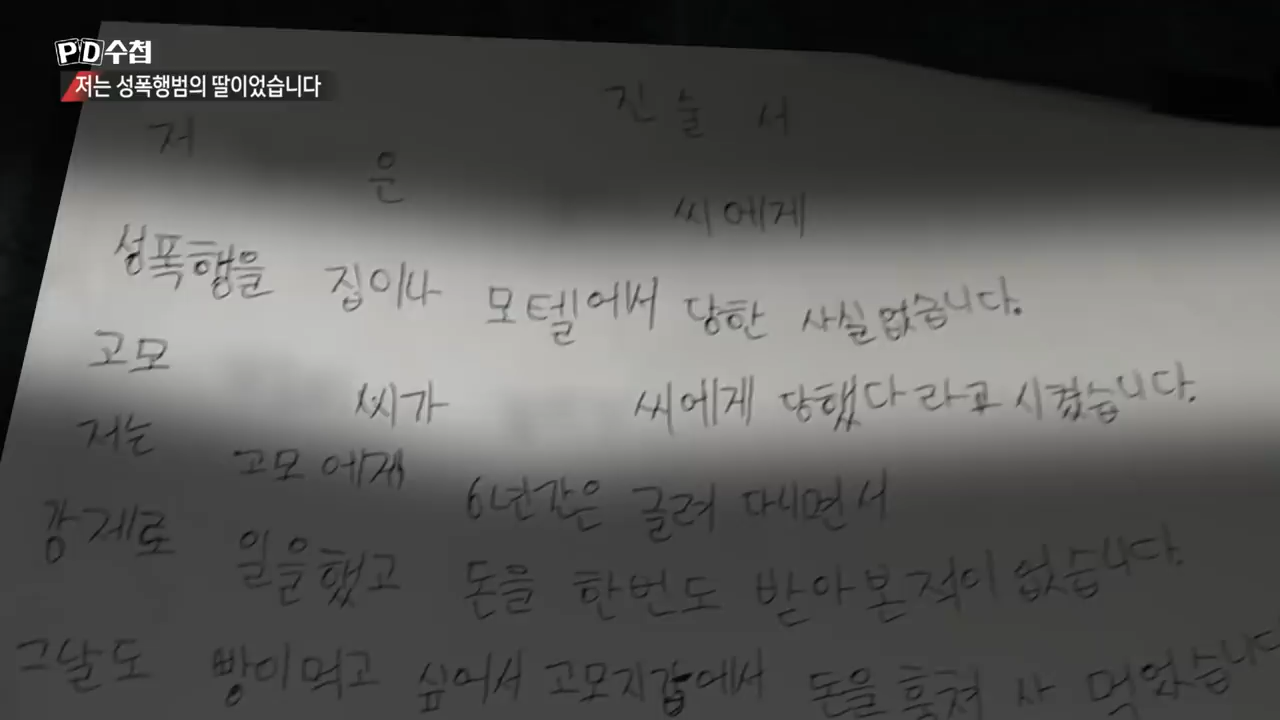 PD수첩
저는 성폭행범의 딸이었습니다
진술서
저 은 씨에게
성폭행을 집이나 모텔에서 당한 사실 없습니다.
고모 씨가 씨에게 당했다 라고 시켰습니다.
저는 고모에게 6년간은 글려 다니면서
강제로 일을 했고 돈을 한번도 받아본적이 없습니다.
그날도 빵이 먹고 싶어서 고모지갑에서 돈을 훔쳐 사 먹었습니다